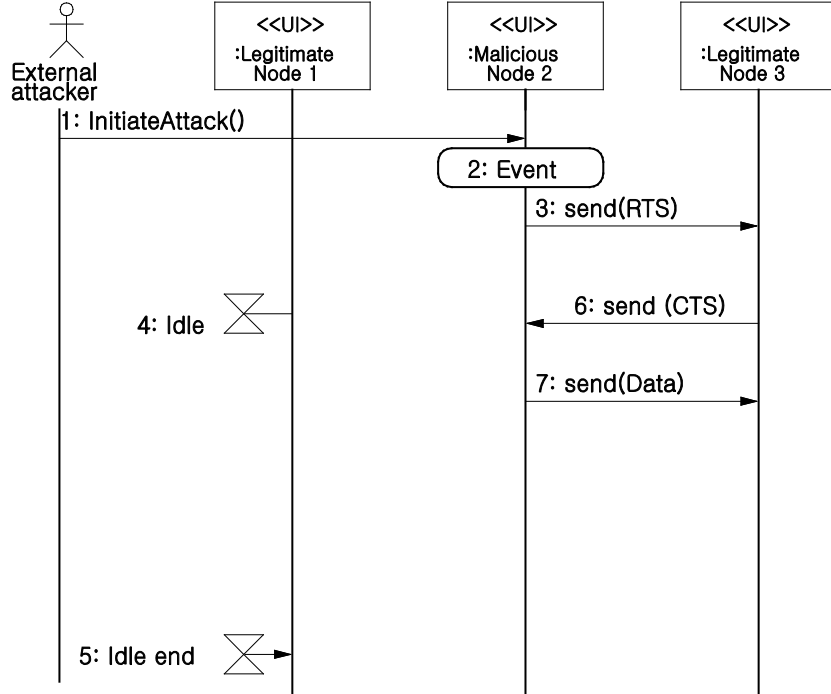 <<UI>>
:Legitimate
Node 1
<<UI>>
:Malicious
Node 2
<<UI>>
:Legitimate
Node 3
External
attacker
1: InitiateAttack()
2: Event
3: send(RTS)
4: Idle
6: send (CTS)
7: send(Data)
5: Idle end